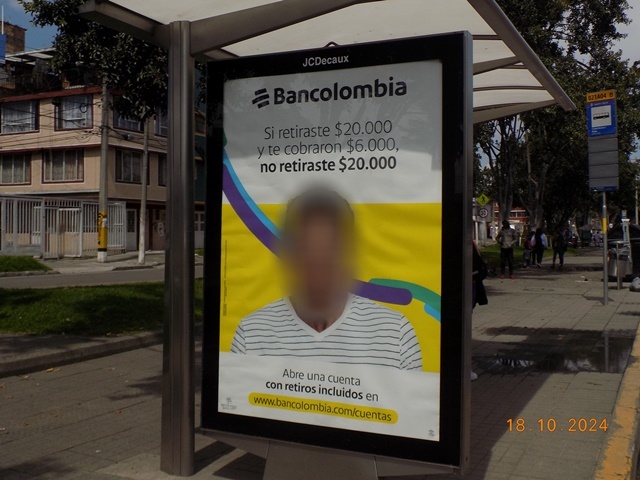 JCDecaux
Bancolombia
Si retiraste $20.000
y te cobraron $6.000,
no retiraste $20.000
Abre una cuenta
con retiros incluidos en
www.bancolombia.com/cuentas
18.10.2024